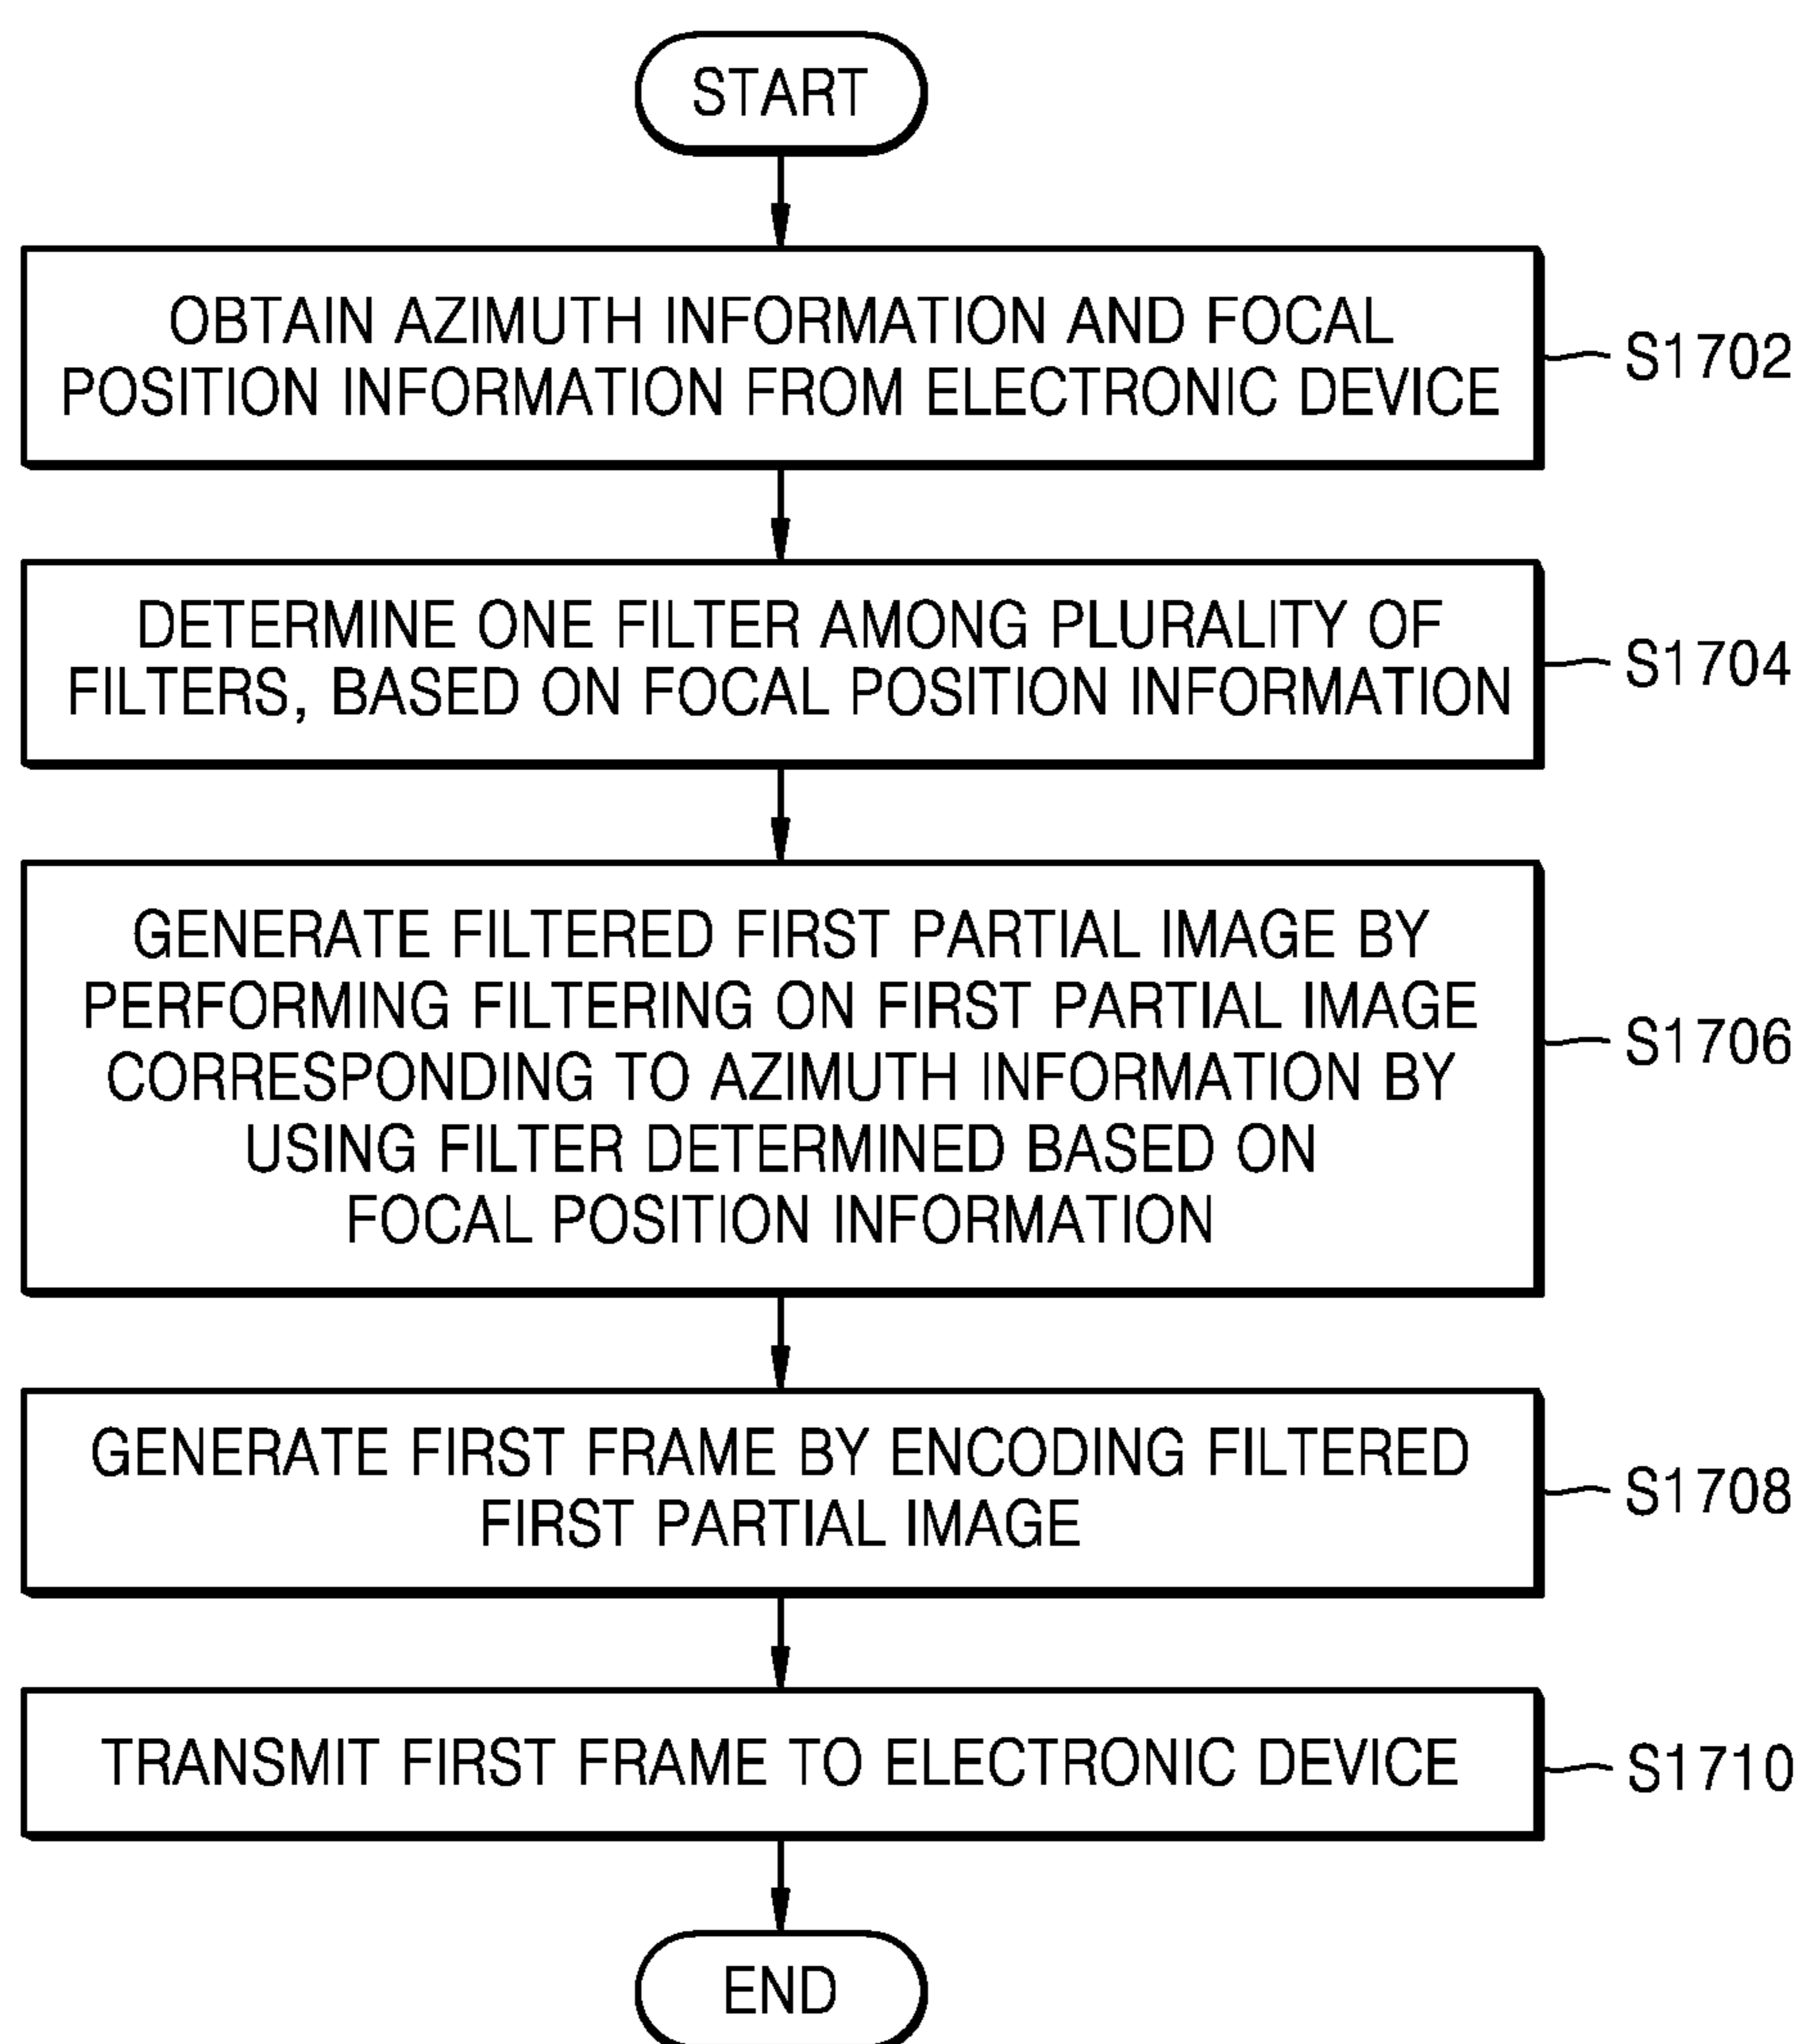 START
OBTAIN AZIMUTH INFORMATION AND FOCAL
POSITION INFORMATION FROM ELECTRONIC DEVICE
S1702
DETERMINE ONE FILTER AMONG PLURALITY OF
FILTERS, BASED ON FOCAL POSITION INFORMATION
S1704
GENERATE FILTERED FIRST PARTIAL IMAGE BY
PERFORMING FILTERING ON FIRST PARTIAL IMAGE
CORRESPONDING TO AZIMUTH INFORMATION BY
USING FILTER DETERMINED BASED ON
FOCAL POSITION INFORMATION
S1706
GENERATE FIRST FRAME BY ENCODING FILTERED
FIRST PARTIAL IMAGE
S1708
TRANSMIT FIRST FRAME TO ELECTRONIC DEVICE
S1710
END